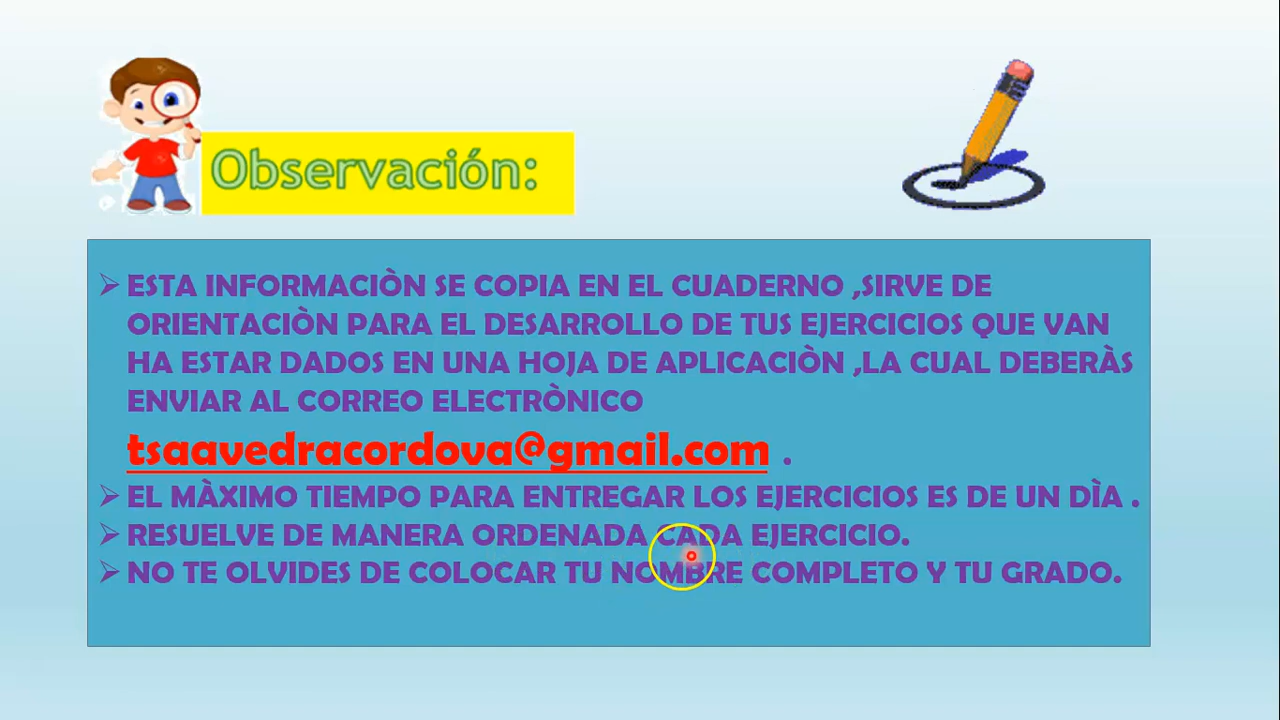 Observación:
➢ ESTA INFORMACIÒN SE COPIA EN EL CUADERNO ,SIRVE DE
ORIENTACIÒN PARA EL DESARROLLO DE TUS EJERCICIOS QUE VAN
HA ESTAR DADOS EN UNA HOJA DE APLICACIÒN ,LA CUAL DEBERÀS
ENVIAR AL CORREO ELECTRÒNICO
tsaavedracordova@gmail.com .
➢ EL MÀXIMO TIEMPO PARA ENTREGAR LOS EJERCICIOS ES DE UN DÌA .
➢ RESUELVE DE MANERA ORDENADA CADA EJERCICIO.
➢ NO TE OLVIDES DE COLOCAR TU NOMBRE COMPLETO Y TU GRADO.